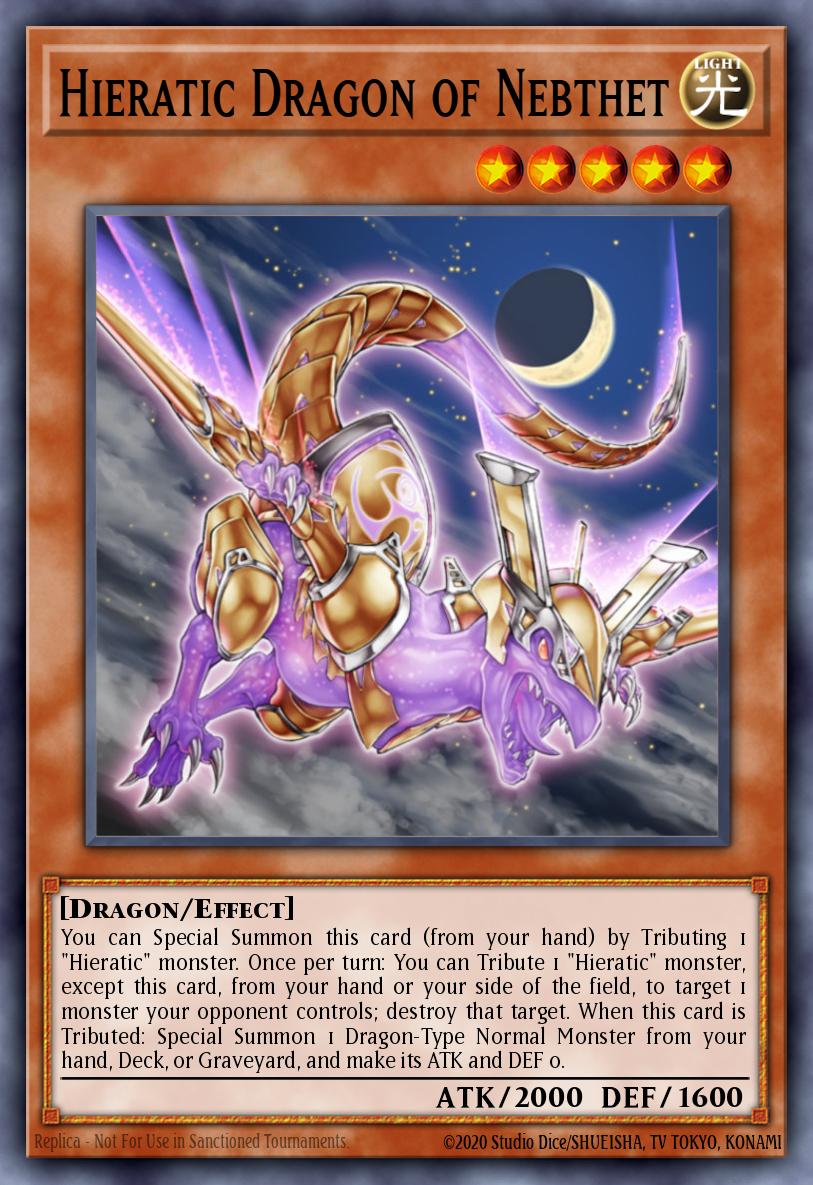 Hieratic Dragon of Nebthet
LIGHT
光
[Dragon/Effect]
You can Special Summon this card (from your hand) by Tributing 1
"Hieratic" monster. Once per turn: You can Tribute 1 "Hieratic" monster,
except this card, from your hand or your side of the field, to target 1
monster your opponent controls; destroy that target. When this card is
Tributed: Special Summon 1 Dragon-Type Normal Monster from your
hand, Deck, or Graveyard, and make its ATK and DEF 0.
ATK/2000 DEF/1600
Replica - Not For Use in Sanctioned Tournaments.
©2020 Studio Dice/SHUEISHA, TV TOKYO, KONAMI